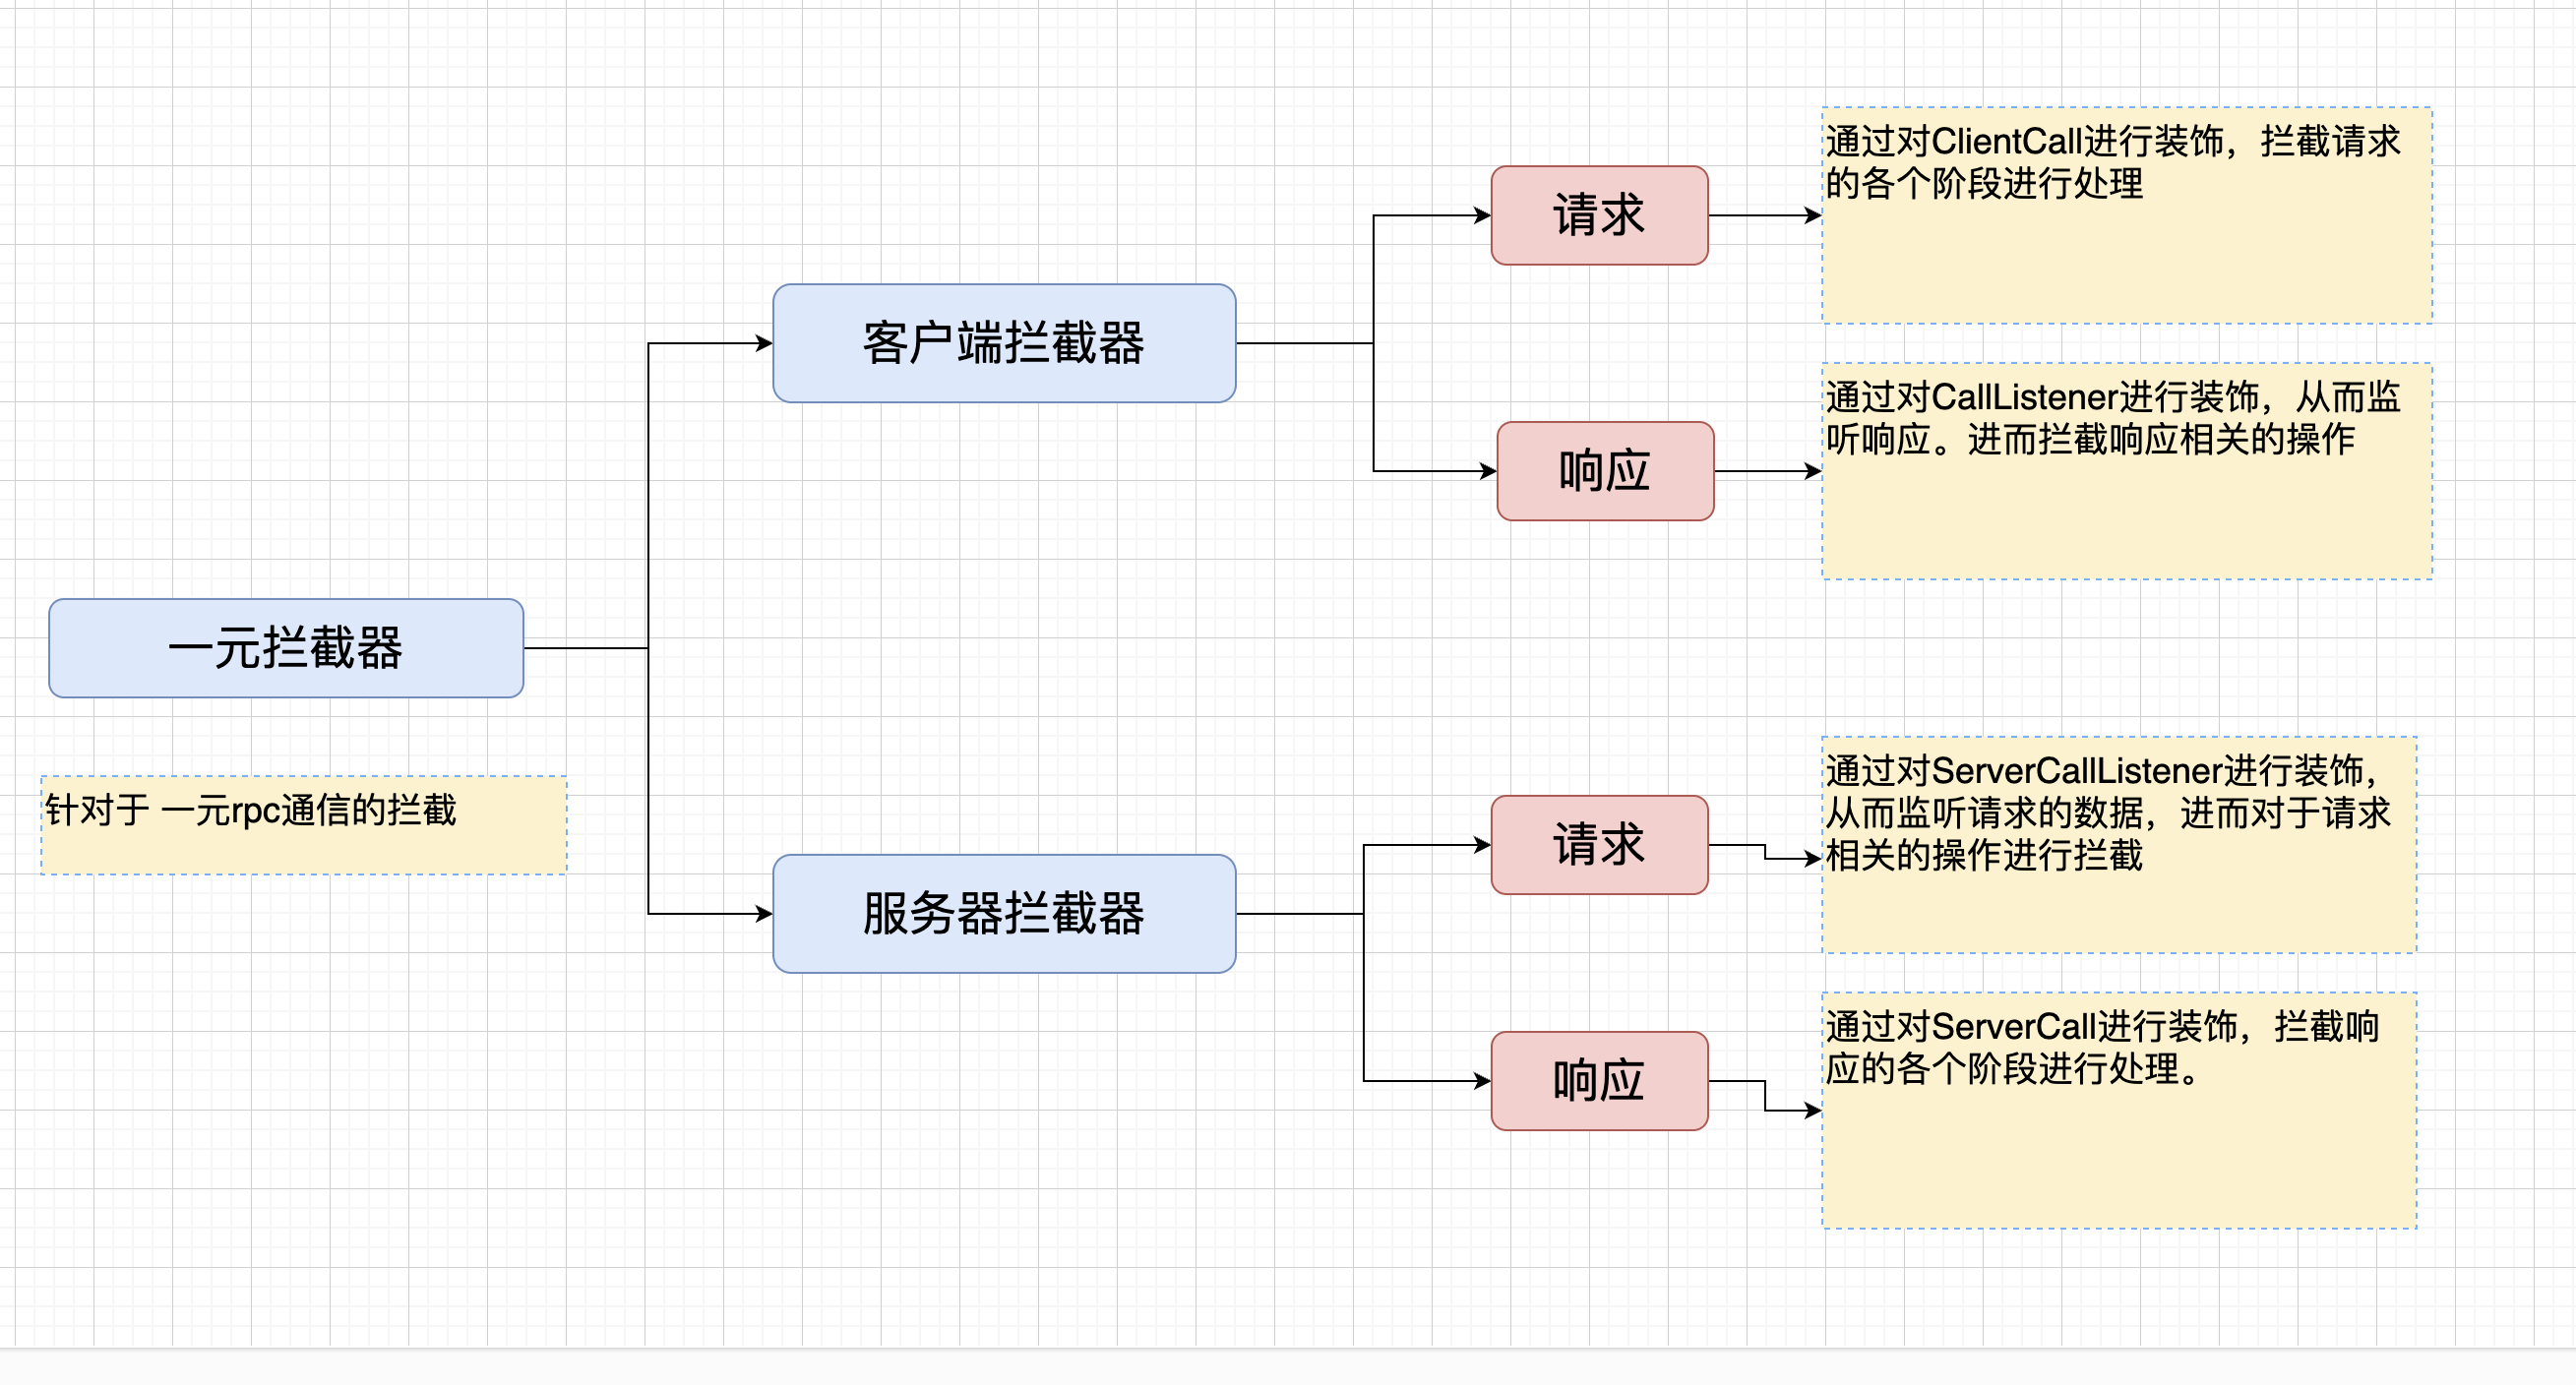 一元拦截器
针对于 一元rpc通信的拦截
客户端拦截器
请求
通过对ClientCall进行装饰，拦截请求
的各个阶段进行处理
响应
通过对CallListener进行装饰，从而监
听响应。进而拦截响应相关的操作
服务器拦截器
请求
通过对ServerCallListener进行装饰，
从而监听请求的数据，进而对于请求
相关的操作进行拦截
响应
通过对ServerCall进行装饰，拦截响
应的各个阶段进行处理。